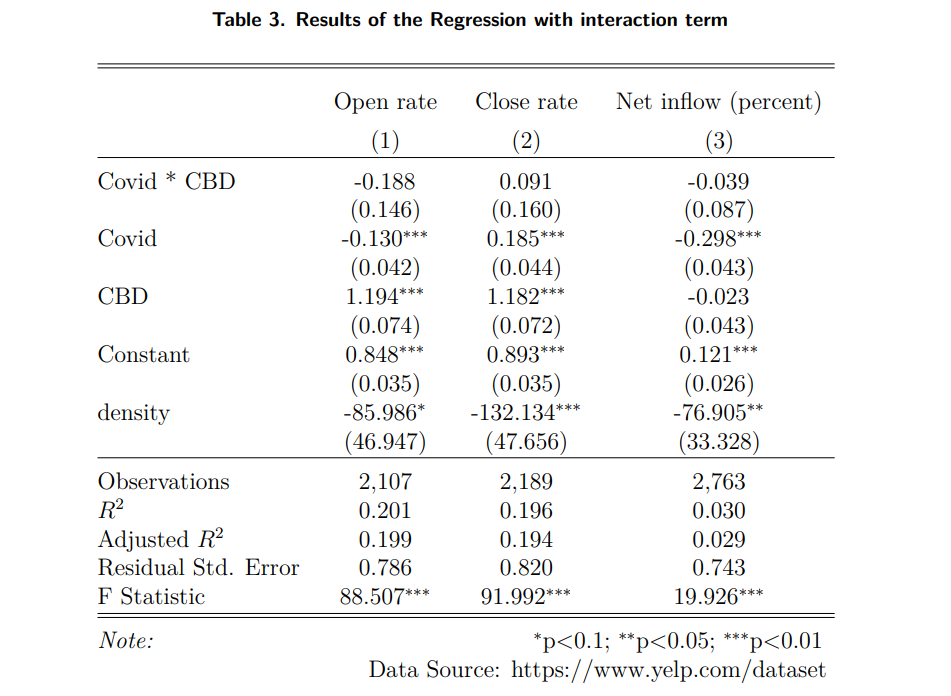 Table 3. Results of the Regression with interaction term
Open rate Close rate Net inflow (percent)
(1) (2) (3)
Covid * CBD -0.188 0.091 -0.039
(0.146) (0.160) (0.087)
Covid -0.130*** 0.185*** -0.298***
(0.042) (0.044) (0.043)
CBD 1.194*** 1.182*** -0.023
(0.074) (0.072) (0.043)
Constant 0.848*** 0.893*** 0.121***
(0.035) (0.035) (0.026)
density -85.986* -132.134*** -76.905**
(46.947) (47.656) (33.328)
Observations 2,107 2,189 2,763
R² 0.201 0.196 0.030
Adjusted R² 0.199 0.194 0.029
Residual Std. Error 0.786 0.820 0.743
F Statistic 88.507*** 91.992*** 19.926***
Note: *p<0.1; **p<0.05; ***p<0.01
Data Source: https://www.yelp.com/dataset